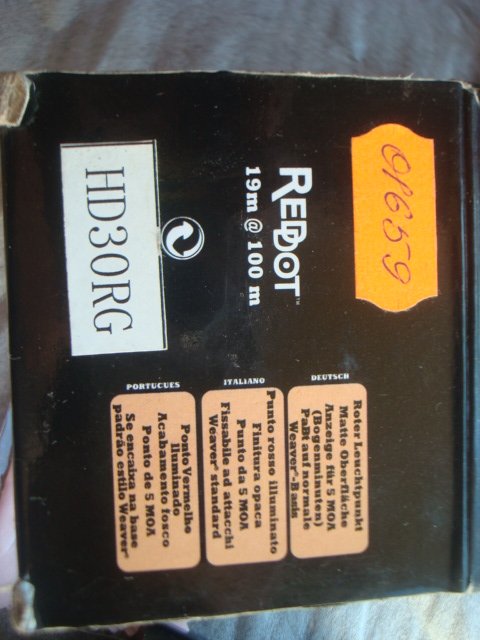 01659
REDDOT™
19m @ 100 m
HD30RG
DEUTSCH
Roter Leuchtpunkt
Matte Oberfläche
Anzeige für 5 MOA
(Bogenminuten)
Paßt auf normale
Weaver®-Basis
ITALIANO
Punto rosso illuminato
Finitura opaca
Punto da 5 MOA
Fissabile ad attacchi
Weaver® standard
PORTUCUES
Ponto Vermelho
Iluminado
Acabamento fosco
Ponto de 5 MOA
Se encaixa na base
padrão estilo Weaver®